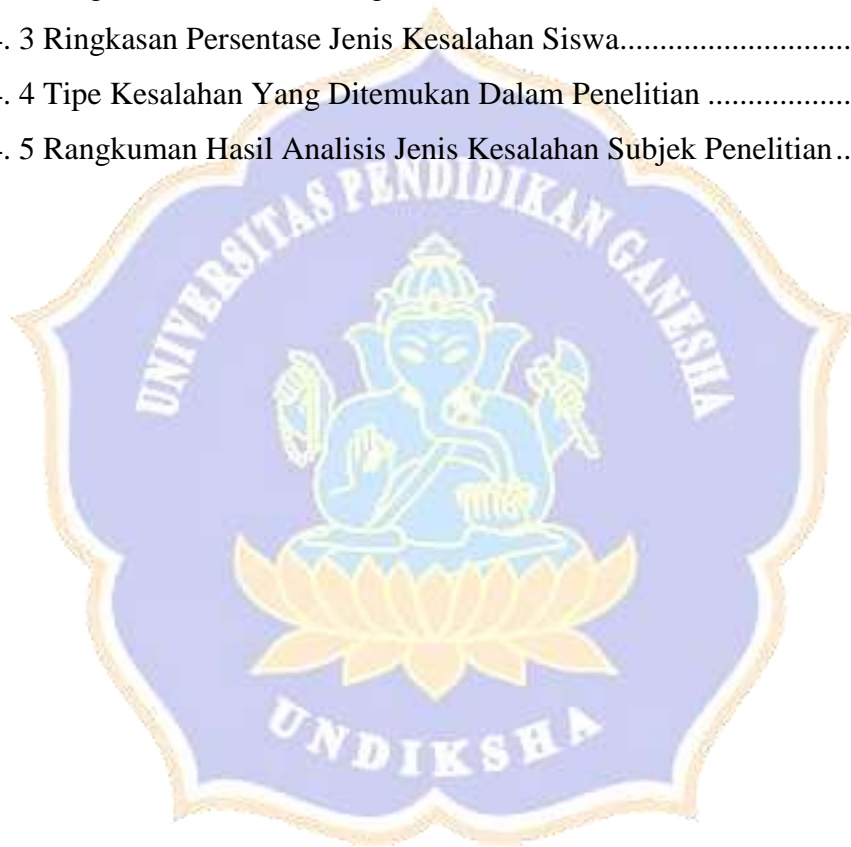 . 3 Ringkasan Persentase Jenis Kesalahan Siswa............................
. 4 Tipe Kesalahan Yang Ditemukan Dalam Penelitian ..................
. 5 Rangkuman Hasil Analisis Jenis Kesalahan Subjek Penelitian..
UNIVERSITAS PENDIDIKAN GANESHA
UNDIKSHA